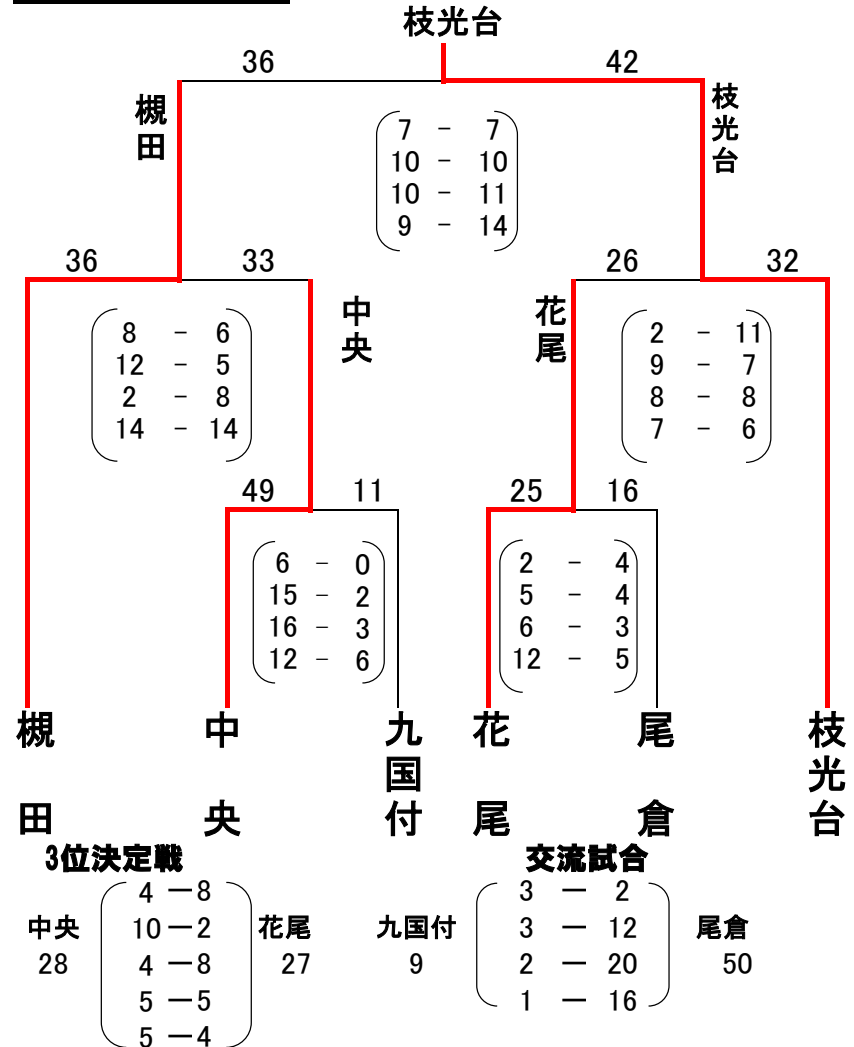 枝光台
36 42
槻田
枝光台
7 - 7
10 - 10
10 - 11
9 - 14
36 33
26 32
中央
花尾
8 - 6
12 - 5
2 - 8
14 - 14
2 - 11
9 - 7
8 - 8
7 - 6
49 11
25 16
6 - 0
15 - 2
16 - 3
12 - 6
2 - 4
5 - 4
6 - 3
12 - 5
槻田
中央
九国付
花尾
尾倉
枝光台
3位決定戦
中央 28
4 ー 8
10 ー 2
4 ー 8
5 ー 5
5 ー 4
花尾 27
交流試合
九国付 9
3 ー 2
3 ー 12
2 ー 20
1 ー 16
尾倉 50